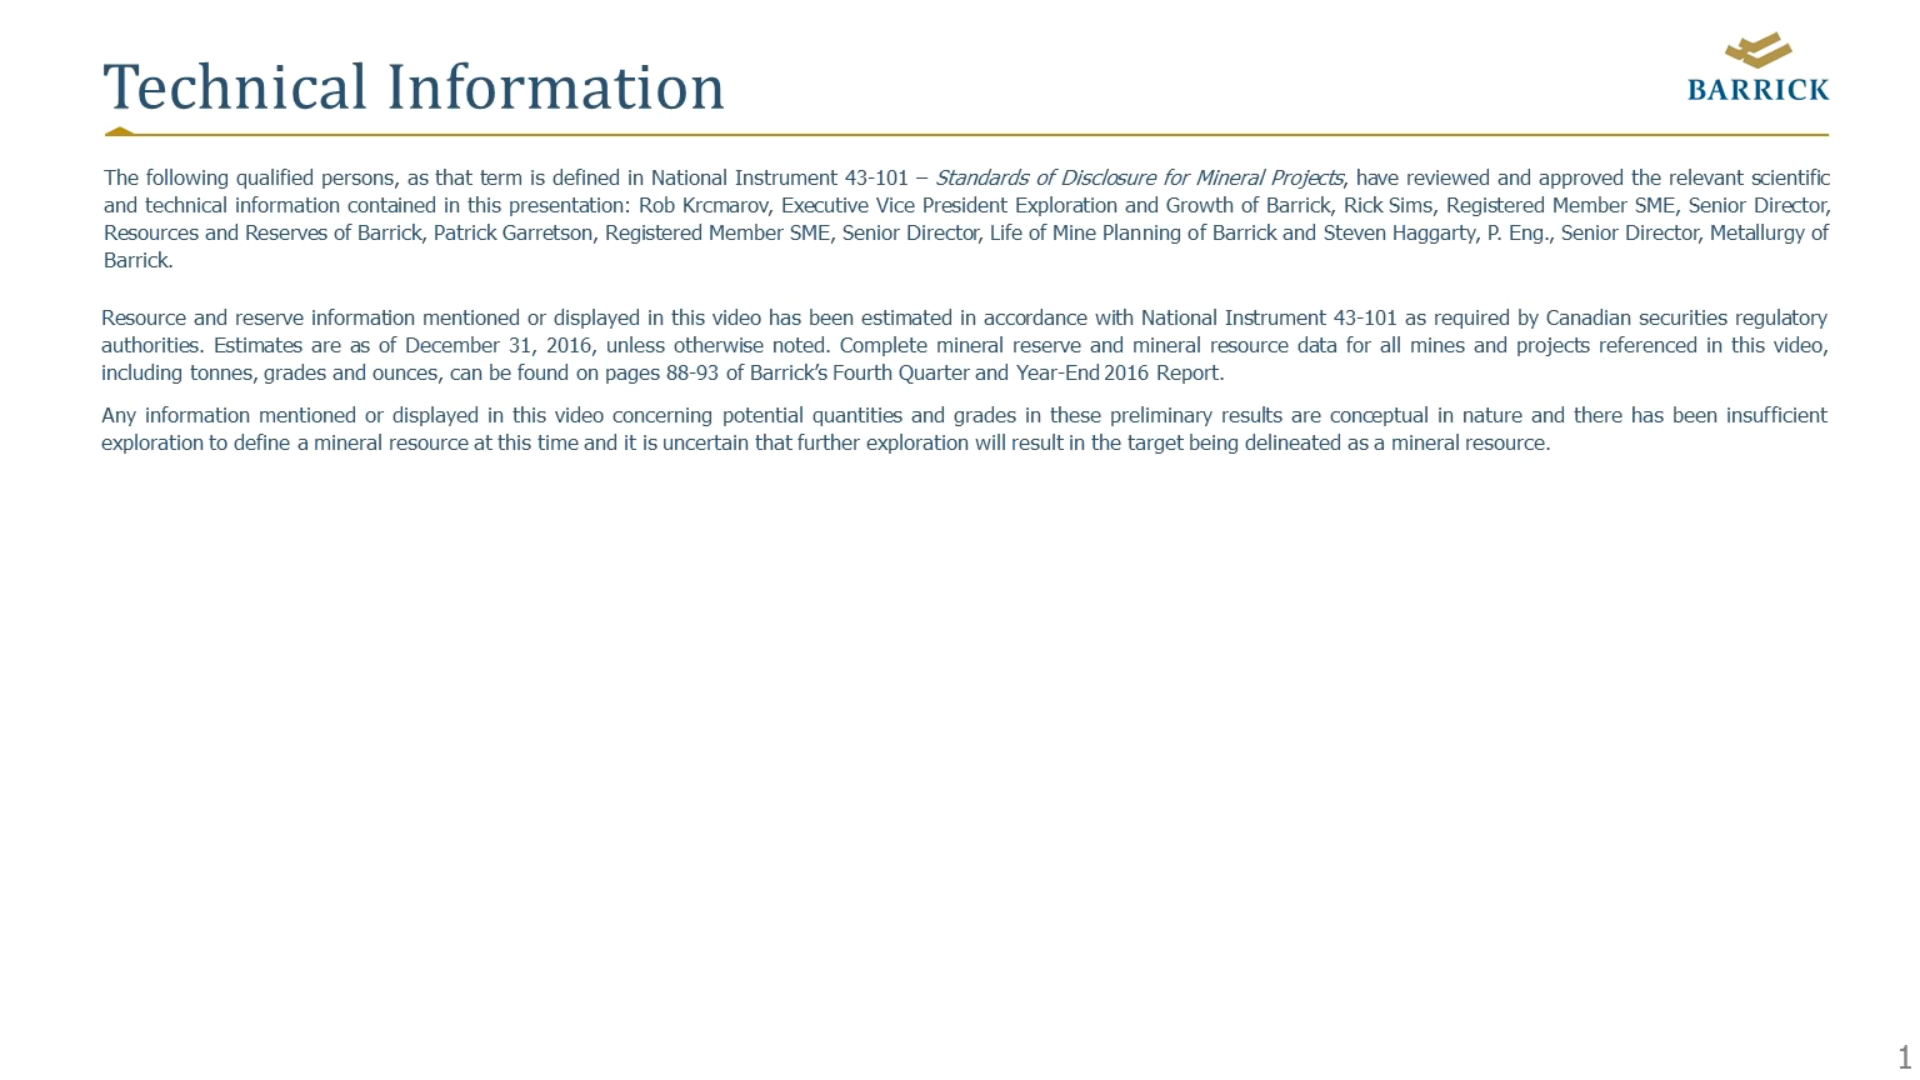 Technical Information
BARRICK
The following qualified persons, as that term is defined in National Instrument 43-101 – Standards of Disclosure for Mineral Projects, have reviewed and approved the relevant scientific
and technical information contained in this presentation: Rob Krcmarov, Executive Vice President Exploration and Growth of Barrick, Rick Sims, Registered Member SME, Senior Director,
Resources and Reserves of Barrick, Patrick Garretson, Registered Member SME, Senior Director, Life of Mine Planning of Barrick and Steven Haggarty, P. Eng., Senior Director, Metallurgy of
Barrick.
Resource and reserve information mentioned or displayed in this video has been estimated in accordance with National Instrument 43-101 as required by Canadian securities regulatory
authorities. Estimates are as of December 31, 2016, unless otherwise noted. Complete mineral reserve and mineral resource data for all mines and projects referenced in this video,
including tonnes, grades and ounces, can be found on pages 88-93 of Barrick’s Fourth Quarter and Year-End 2016 Report.
Any information mentioned or displayed in this video concerning potential quantities and grades in these preliminary results are conceptual in nature and there has been insufficient
exploration to define a mineral resource at this time and it is uncertain that further exploration will result in the target being delineated as a mineral resource.
1